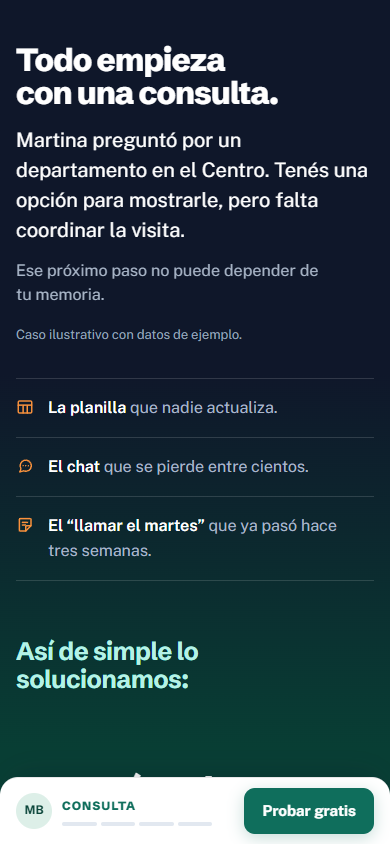 Todo empieza
con una consulta.
Martina preguntó por un
departamento en el Centro. Tenés una
opción para mostrarle, pero falta
coordinar la visita.
Ese próximo paso no puede depender de
tu memoria.
Caso ilustrativo con datos de ejemplo.
La planilla que nadie actualiza.
El chat que se pierde entre cientos.
El “llamar el martes” que ya pasó hace
tres semanas.
Así de simple lo
solucionamos:
MB
CONSULTA
Probar gratis